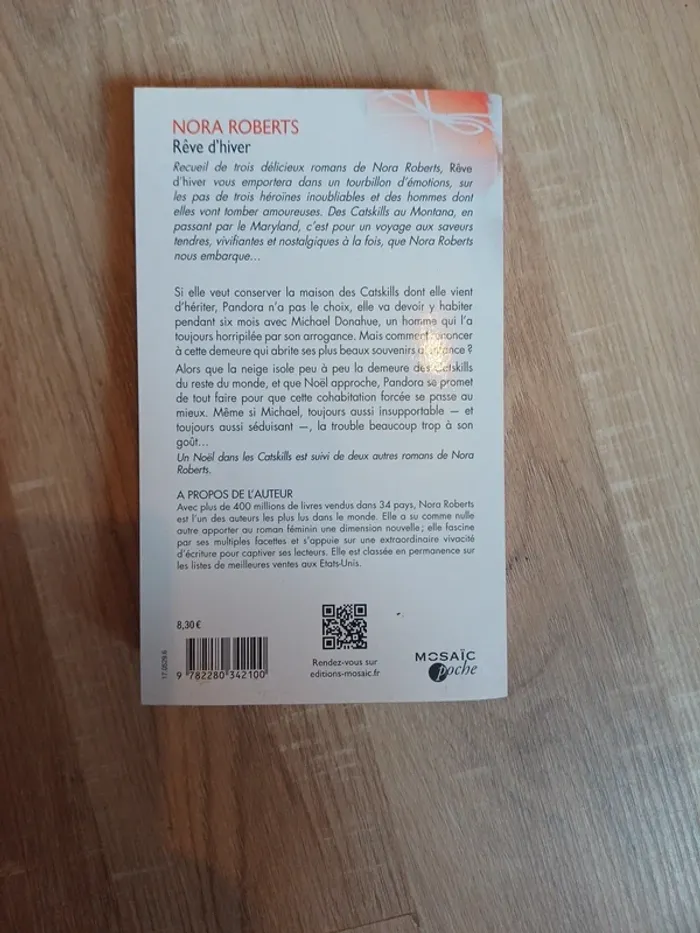 NORA ROBERTS
Rêve d'hiver
Recueil de trois délicieux romans de Nora Roberts, Rêve
d'hiver vous emportera dans un tourbillon d'émotions, sur
les pas de trois héroïnes inoubliables et des hommes dont
elles vont tomber amoureuses. Des Catskills au Montana, en
passant par le Maryland, c'est pour un voyage aux saveurs
tendres, vivifiantes et nostalgiques à la fois, que Nora Roberts
nous embarque...
Si elle veut conserver la maison des Catskills dont elle vient
d'hériter, Pandora n'a pas le choix, elle va devoir y habiter
pendant six mois avec Michael Donahue, un homme qui l'a
toujours horripilée par son arrogance. Mais comment renoncer
à cette demeure qui abrite ses plus beaux souvenirs d'enfance ?
Alors que la neige isole peu à peu la demeure des Catskills
du reste du monde, et que Noël approche, Pandora se promet
de tout faire pour que cette cohabitation forcée se passe au
mieux. Même si Michael, toujours aussi insupportable — et
toujours aussi séduisant —, la trouble beaucoup trop à son
goût...
Un Noël dans les Catskills est suivi de deux autres romans de Nora
Roberts.
A PROPOS DE L'AUTEUR
Avec plus de 400 millions de livres vendus dans 34 pays, Nora Roberts
est l'un des auteurs les plus lus dans le monde. Elle a su comme nulle
autre apporter au roman féminin une dimension nouvelle ; elle fascine
par ses multiples facettes et s'appuie sur une extraordinaire vivacité
d'écriture pour captiver ses lecteurs. Elle est classée en permanence sur
les listes de meilleures ventes aux Etats-Unis.
8,30 €
17.0829.6
9 782280 342100
Rendez-vous sur
editions-mosaic.fr
MOSAÏC
poche